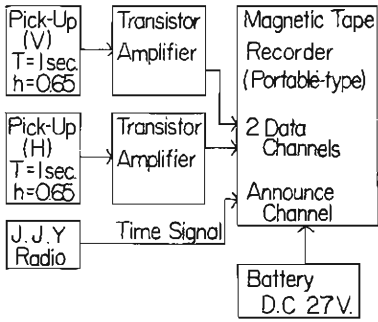 Pick-Up
(V)
T=1sec.
h=0.65
Transistor
Amplifier
Magnetic Tape
Recorder
(Portable-type)
2 Data
Channels
Announce
Channel
Pick-Up
(H)
T=1sec.
h=0.65
Transistor
Amplifier
J.J.Y
Radio
Time Signal
Battery
D.C 27V.